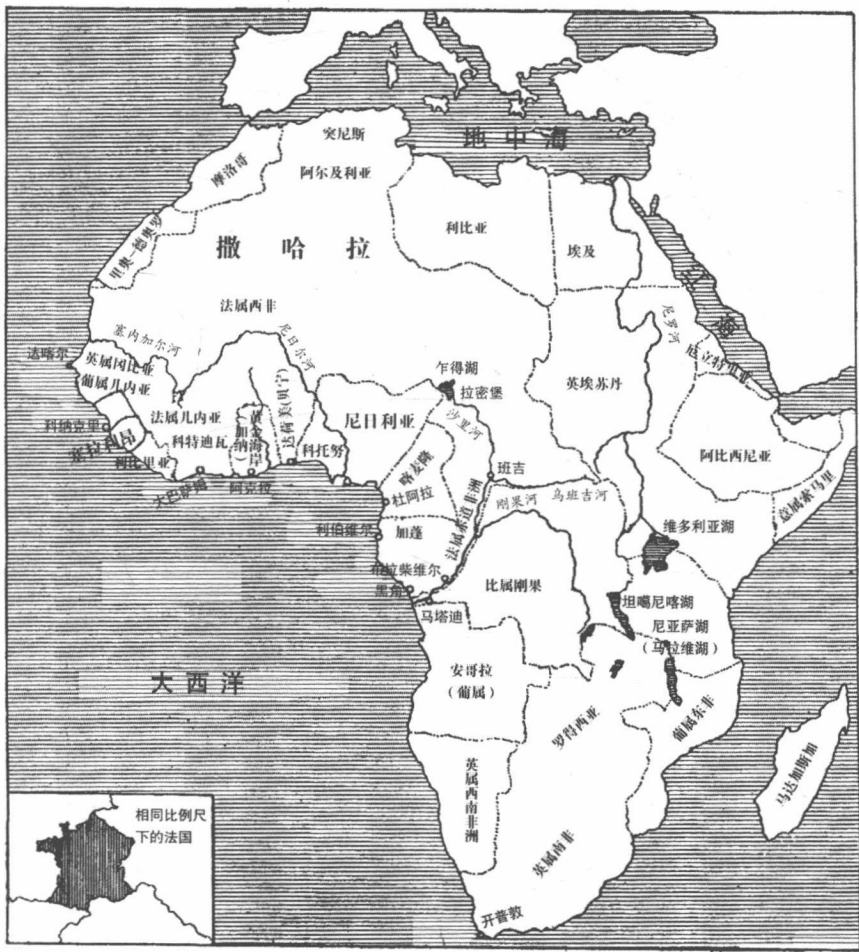 地中海
突尼斯
摩洛哥
阿尔及利亚
利比亚
埃及
里奥—德奥罗
撒哈拉
红海
法属西非
尼罗河
厄立特里亚
塞内加尔河
尼日尔河
达喀尔
英属冈比亚
葡属几内亚
乍得湖
拉密堡
英埃苏丹
科纳克里
法属几内亚
塞拉利昂
科特迪瓦
黄金海岸
(加纳)
达荷美(贝宁)
尼日利亚
沙里河
利比里亚
科托努
喀麦隆
阿比西尼亚
意属索马里
大巴萨姆
阿克拉
杜阿拉
班吉
刚果河
乌班吉河
法属赤道非洲
利伯维尔
加蓬
维多利亚湖
布拉柴维尔
黑角
比属刚果
马塔迪
坦噶尼喀湖
尼亚萨湖
(马拉维湖)
大西洋
安哥拉
(葡属)
罗得西亚
葡属东非
马达加斯加
英属西南非洲
英属南非
开普敦
相同比例尺
下的法国